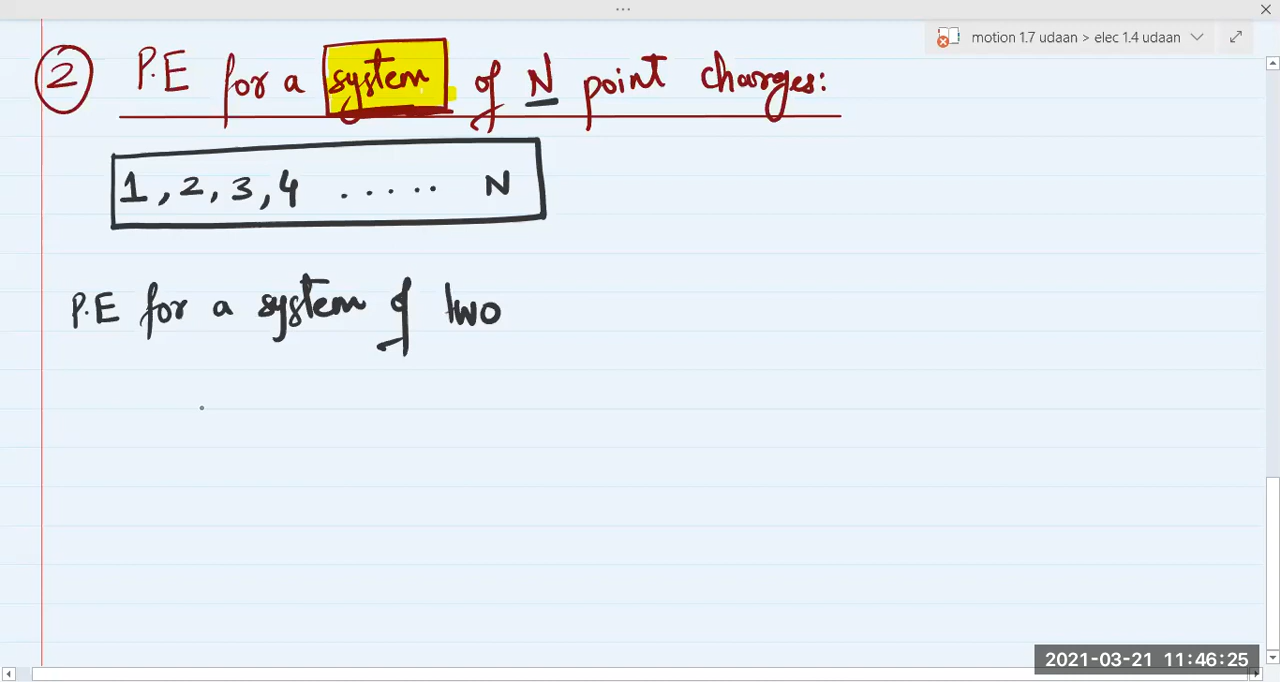 ...
motion 1.7 udaan > elec 1.4 udaan
2 P.E for a system of N point charges:
1, 2, 3, 4 ...... N
P.E for a system of two
2021-03-21 11:46:25